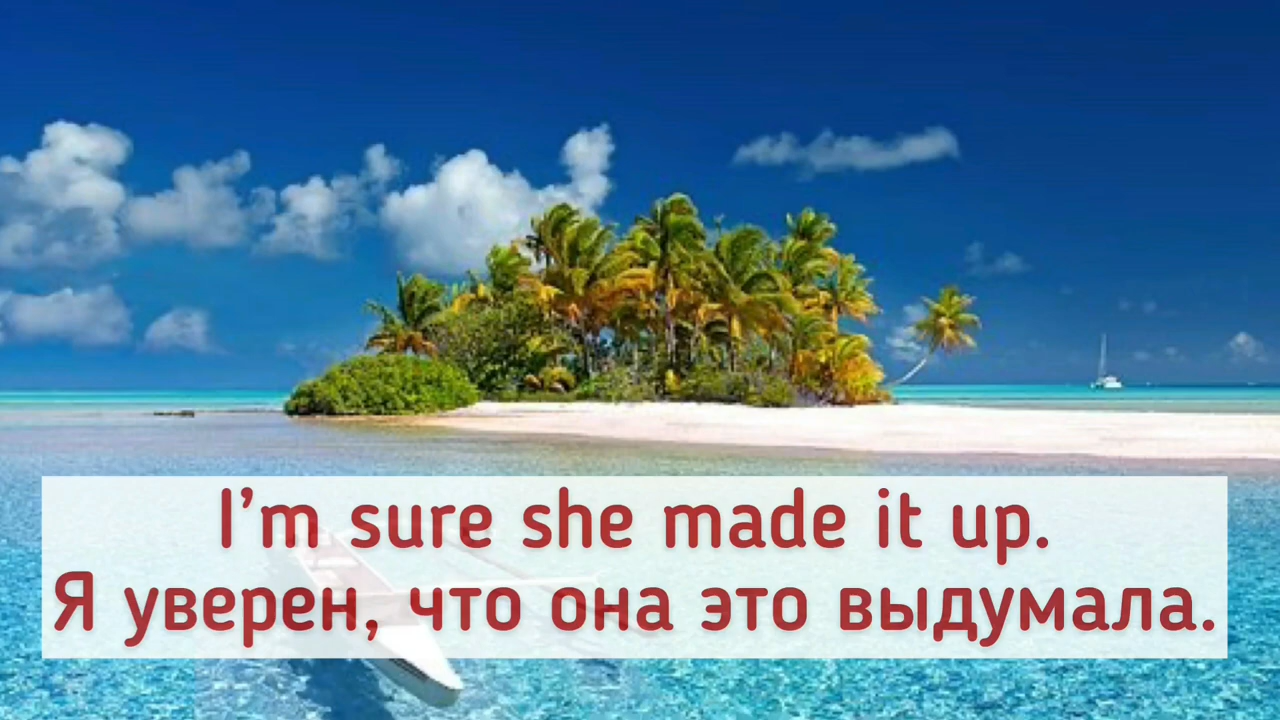 I’m sure she made it up.
Я уверен, что она это выдумала.